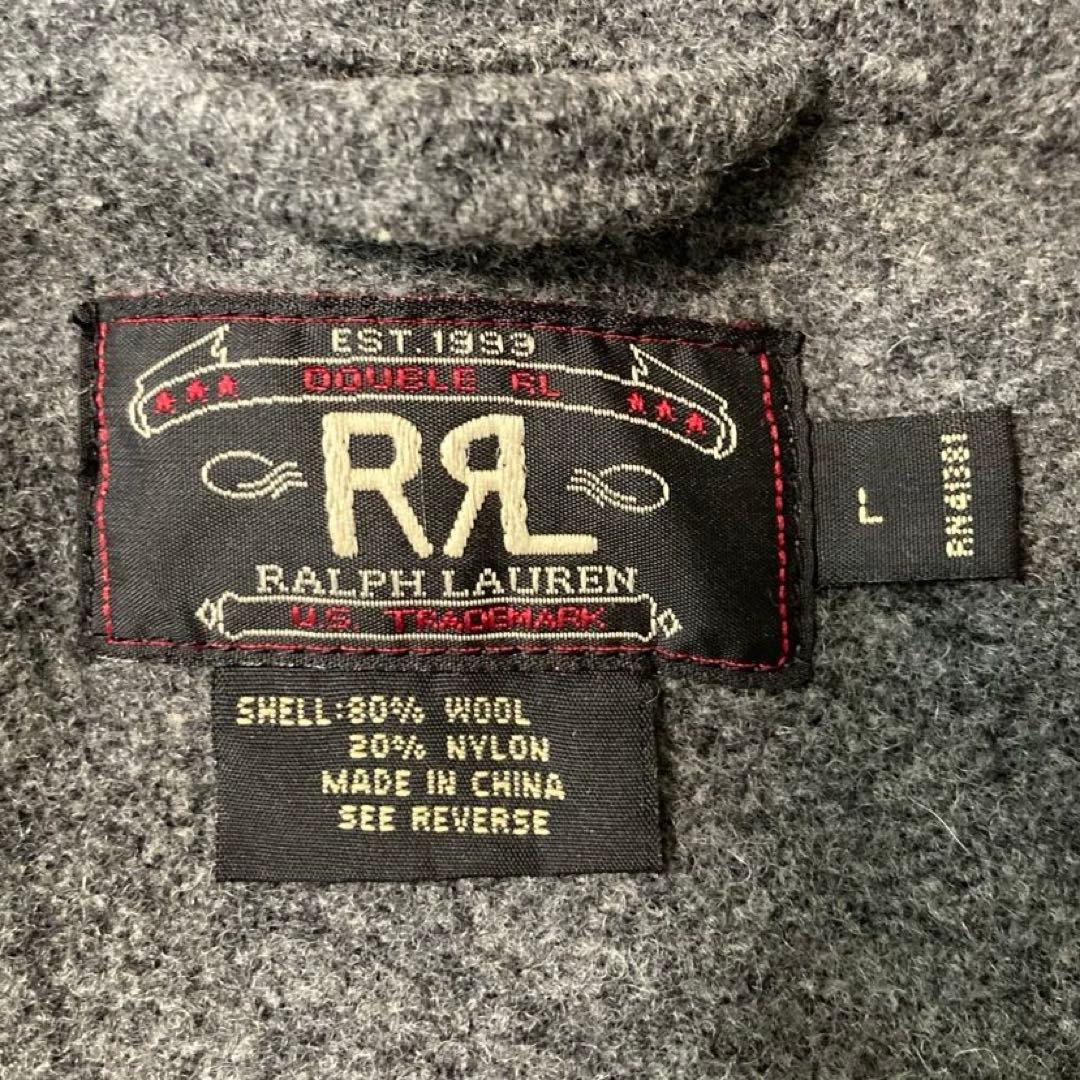 EST.1993
DOUBLE RL
RRL
RALPH LAUREN
U.S. TRADEMARK
L
RN41381
SHELL:80% WOOL
20% NYLON
MADE IN CHINA
SEE REVERSE